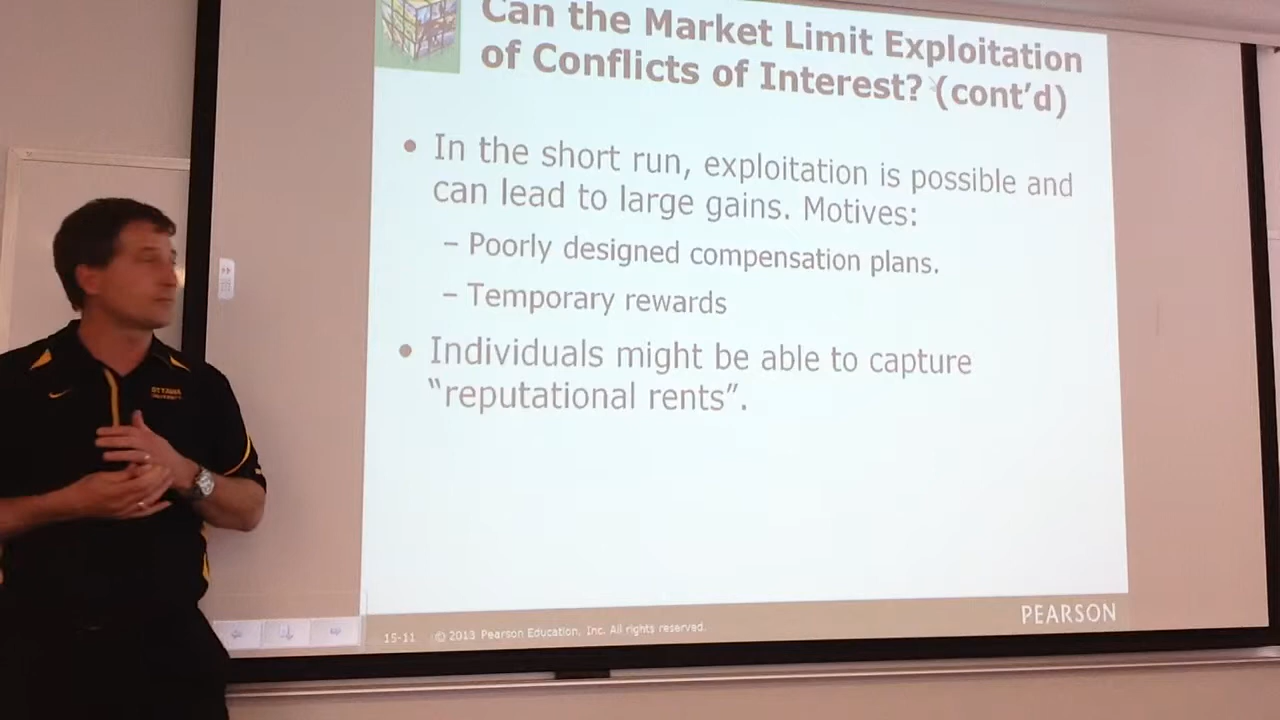 Can the Market Limit Exploitation
of Conflicts of Interest? (cont'd)
• In the short run, exploitation is possible and
can lead to large gains. Motives:
– Poorly designed compensation plans.
– Temporary rewards
• Individuals might be able to capture
“reputational rents”.
OTTAWA
UNIVERSITY
15-11 © 2013 Pearson Education, Inc. All rights reserved.
PEARSON